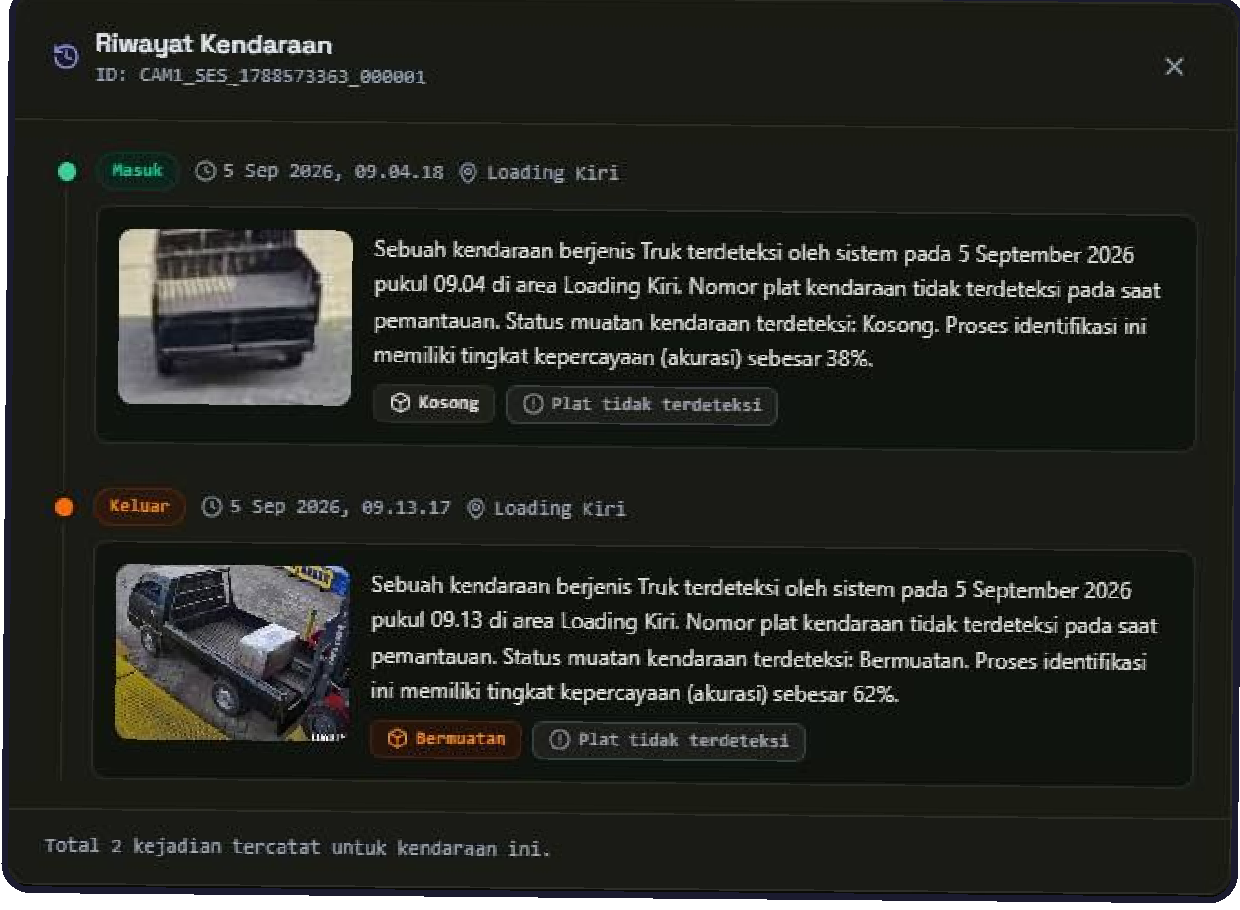 Riwayat Kendaraan
ID: CAM1_SES_1788573363_000001
Masuk 5 Sep 2026, 09.04.18 Loading Kiri
Sebuah kendaraan berjenis Truk terdeteksi oleh sistem pada 5 September 2026
pukul 09.04 di area Loading Kiri. Nomor plat kendaraan tidak terdeteksi pada saat
pemantauan. Status muatan kendaraan terdeteksi: Kosong. Proses identifikasi ini
memiliki tingkat kepercayaan (akurasi) sebesar 38%.
Kosong Plat tidak terdeteksi
Keluar 5 Sep 2026, 09.13.17 Loading Kiri
Sebuah kendaraan berjenis Truk terdeteksi oleh sistem pada 5 September 2026
pukul 09.13 di area Loading Kiri. Nomor plat kendaraan tidak terdeteksi pada saat
pemantauan. Status muatan kendaraan terdeteksi: Bermuatan. Proses identifikasi
ini memiliki tingkat kepercayaan (akurasi) sebesar 62%.
Bermuatan Plat tidak terdeteksi
Total 2 kejadian tercatat untuk kendaraan ini.